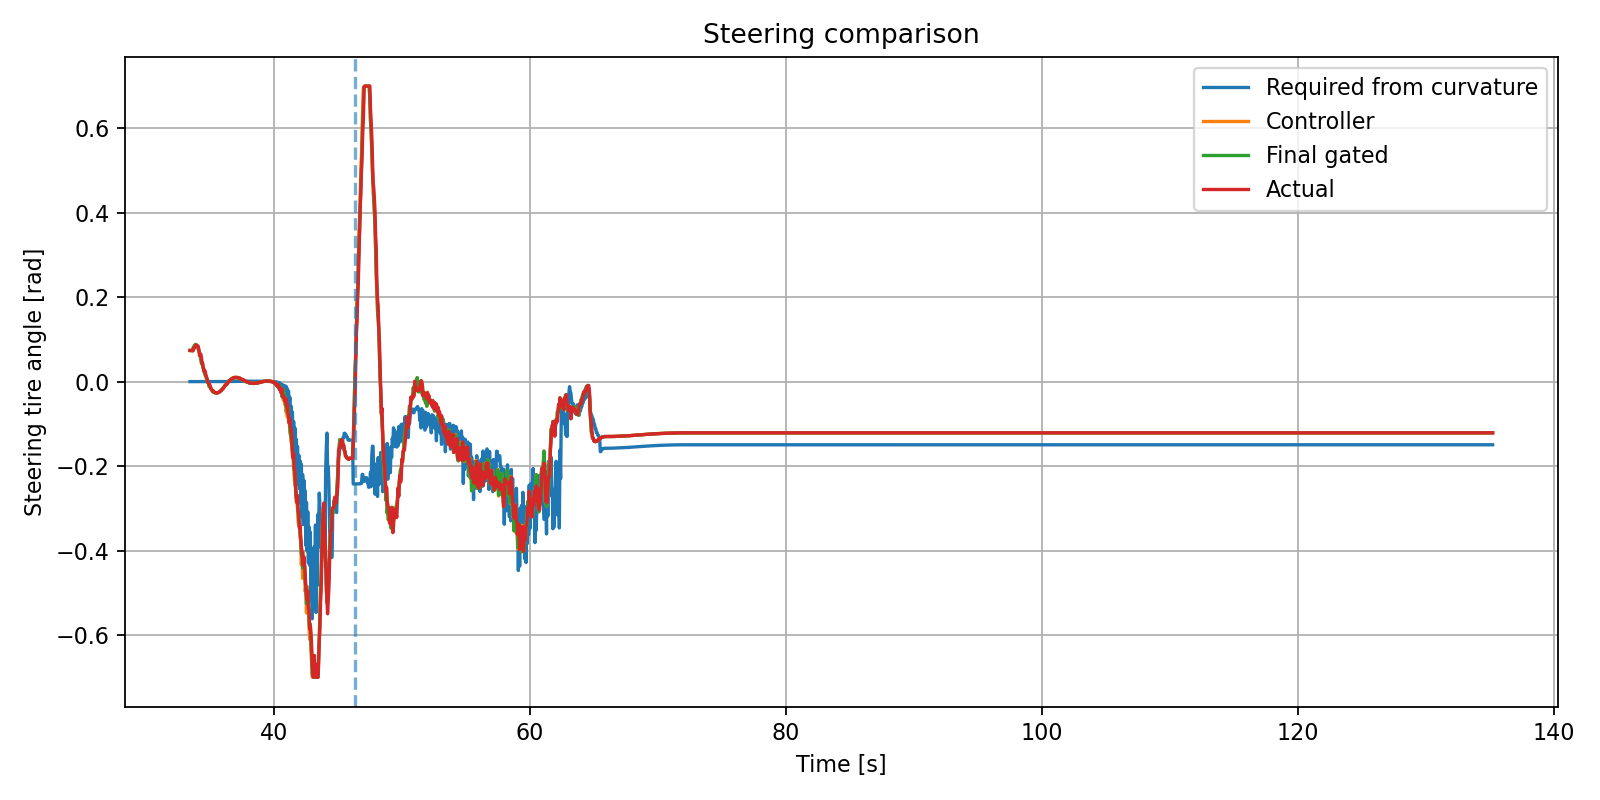 Steering comparison
Required from curvature
Controller
Final gated
Actual
Steering tire angle [rad]
0.6
0.4
0.2
0.0
−0.2
−0.4
−0.6
40 60 80 100 120 140
Time [s]